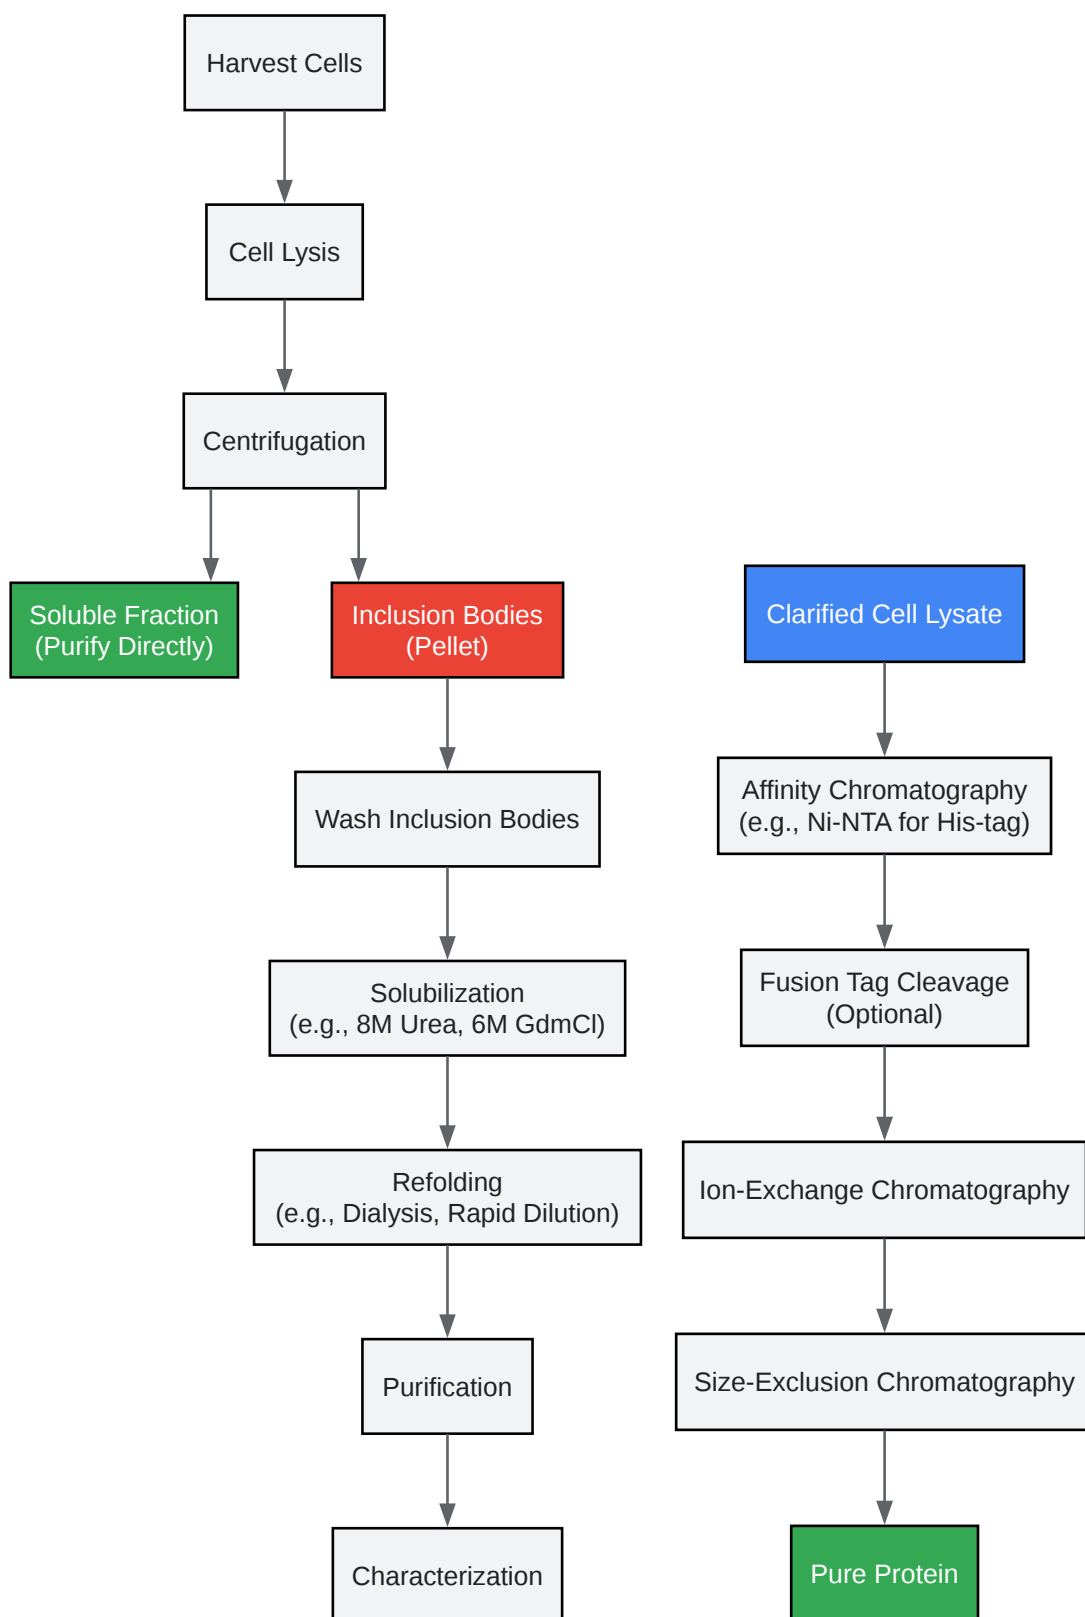 Harvest Cells
Cell Lysis
Centrifugation
Soluble Fraction
(Purify Directly)
Inclusion Bodies
(Pellet)
Wash Inclusion Bodies
Solubilization
(e.g., 8M Urea, 6M GdmCl)
Refolding
(e.g., Dialysis, Rapid Dilution)
Purification
Characterization
Clarified Cell Lysate
Affinity Chromatography
(e.g., Ni-NTA for His-tag)
Fusion Tag Cleavage
(Optional)
Ion-Exchange Chromatography
Size-Exclusion Chromatography
Pure Protein